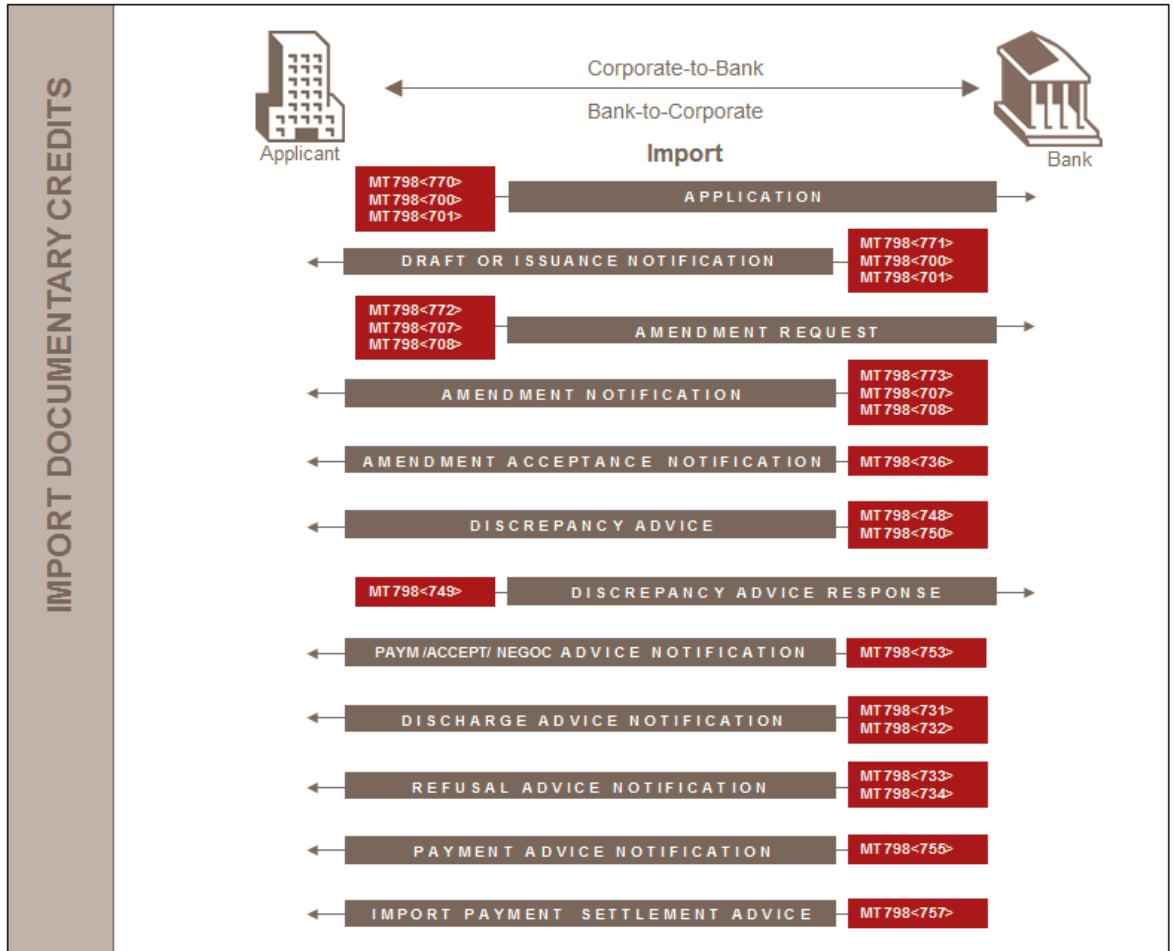 IMPORT DOCUMENTARY CREDITS
Corporate-to-Bank
Bank-to-Corporate
Applicant
Import
Bank
MT798<770>
MT798<700>
MT798<701>
APPLICATION
DRAFT OR ISSUANCE NOTIFICATION
MT798<771>
MT798<700>
MT798<701>
MT798<772>
MT798<707>
MT798<708>
AMENDMENT REQUEST
AMENDMENT NOTIFICATION
MT798<773>
MT798<707>
MT798<708>
AMENDMENT ACCEPTANCE NOTIFICATION
MT798<736>
DISCREPANCY ADVICE
MT798<748>
MT798<750>
MT798<749>
DISCREPANCY ADVICE RESPONSE
PAYM/ACCEPT/ NEGOC ADVICE NOTIFICATION
MT798<753>
DISCHARGE ADVICE NOTIFICATION
MT798<731>
MT798<732>
REFUSAL ADVICE NOTIFICATION
MT798<733>
MT798<734>
PAYMENT ADVICE NOTIFICATION
MT798<755>
IMPORT PAYMENT SETTLEMENT ADVICE
MT798<757>